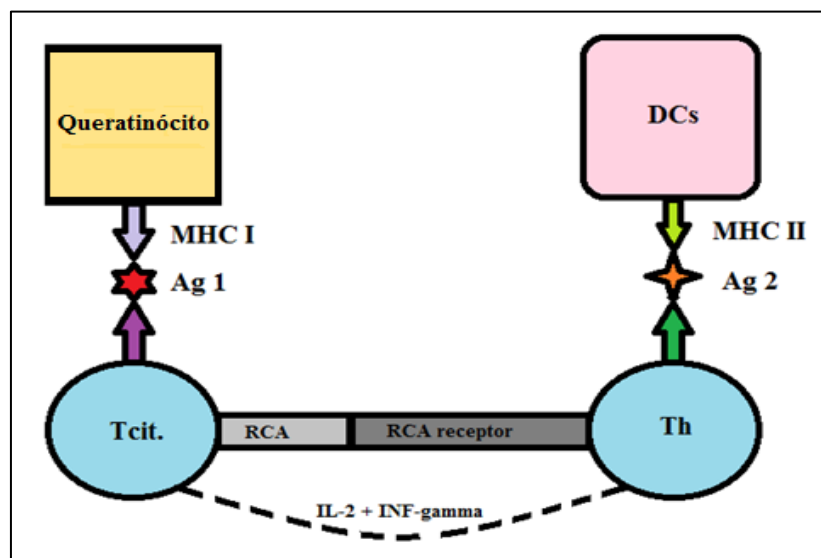 Queratinócito
DCs
MHC I
MHC II
Ag 1
Ag 2
Tcit.
RCA
RCA receptor
Th
IL-2 + INF-gamma